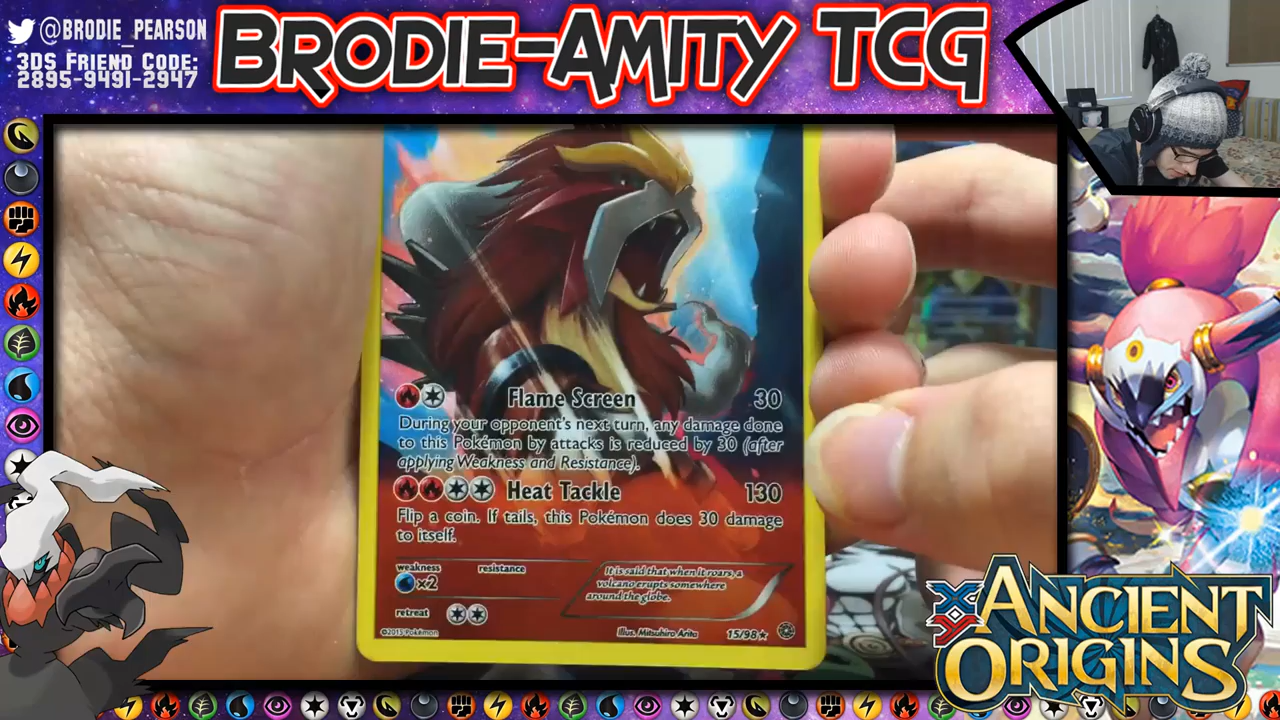 @BRODIE_PEARSON
3DS FRIEND CODE:
2895-9491-2947
BRODIE-AMITY TCG
Flame Screen 30
During your opponent's next turn, any damage done
to this Pokémon by attacks is reduced by 30 (after
applying Weakness and Resistance).
Heat Tackle 130
Flip a coin. If tails, this Pokémon does 30 damage
to itself.
weakness resistance
×2
It is said that when it roars, a
volcano erupts somewhere
around the globe.
retreat
©2015 Pokémon Illus. Mitsuhiro Arita 15/98
XY
ANCIENT
ORIGINS